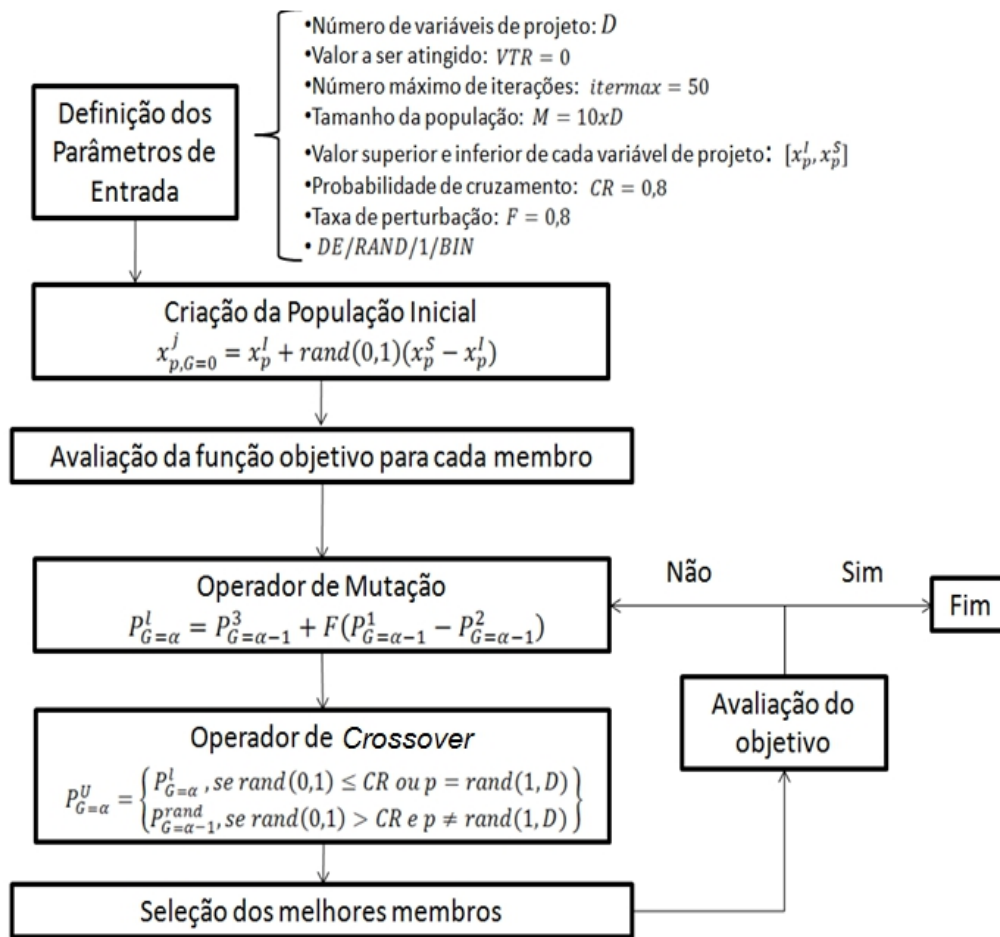 •Número de variáveis de projeto: D
•Valor a ser atingido: VTR = 0
•Número máximo de iterações: itermax = 50
•Tamanho da população: M = 10xD
•Valor superior e inferior de cada variável de projeto: [x_p^l, x_p^S]
•Probabilidade de cruzamento: CR = 0,8
•Taxa de perturbação: F = 0,8
• DE/RAND/1/BIN
Definição dos
Parâmetros de
Entrada
Criação da População Inicial
x_{p,G=0}^j = x_p^l + rand(0,1)(x_p^S − x_p^l)
Avaliação da função objetivo para cada membro
Operador de Mutação
P_{G=α}^l = P_{G=α−1}^3 + F(P_{G=α−1}^1 − P_{G=α−1}^2)
Não
Sim
Fim
Operador de Crossover
P_{G=α}^U = {P_{G=α}^l, se rand(0,1) ≤ CR ou p = rand(1,D)
P_{G=α−1}^{rand}, se rand(0,1) > CR e p ≠ rand(1,D)}
Avaliação do
objetivo
Seleção dos melhores membros